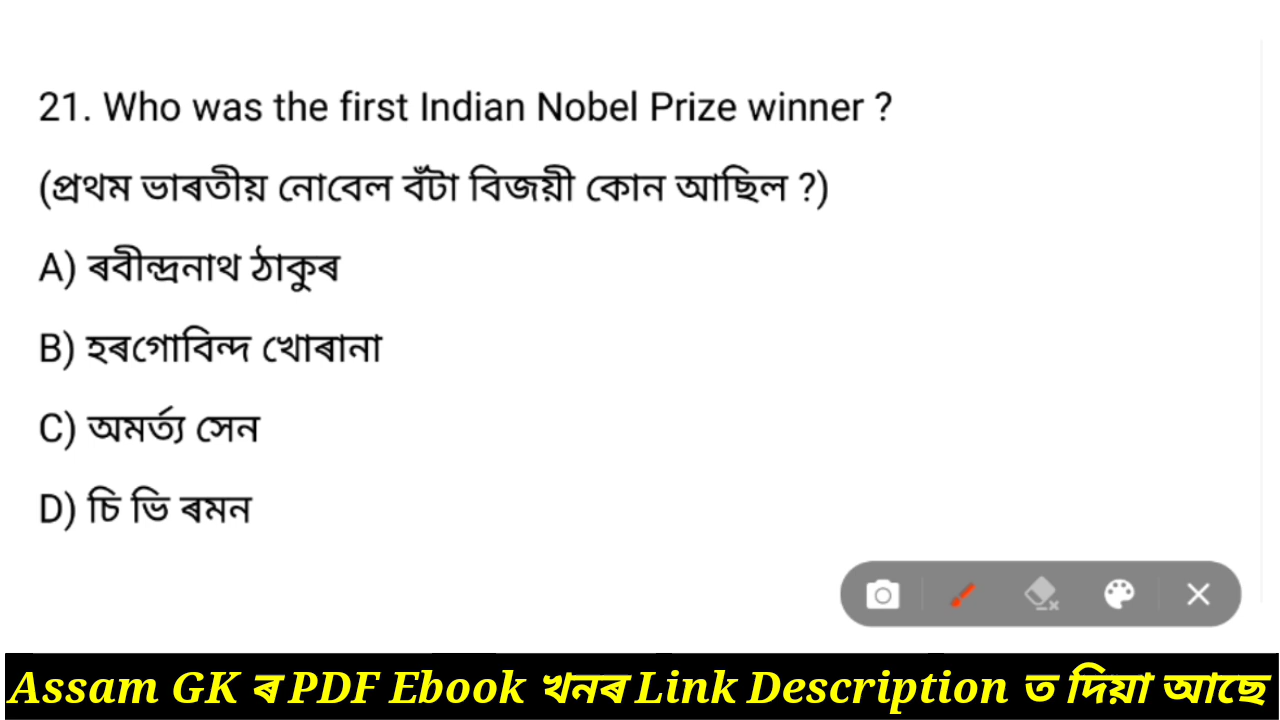 21. Who was the first Indian Nobel Prize winner ?
(প্ৰথম ভাৰতীয় নোবেল বঁটা বিজয়ী কোন আছিল ?)
A) ৰবীন্দ্ৰনাথ ঠাকুৰ
B) হৰগোবিন্দ খোৰানা
C) অমৰ্ত্য সেন
D) চি ভি ৰমন
Assam GK ৰ PDF Ebook খনৰ Link Description ত দিয়া আছে